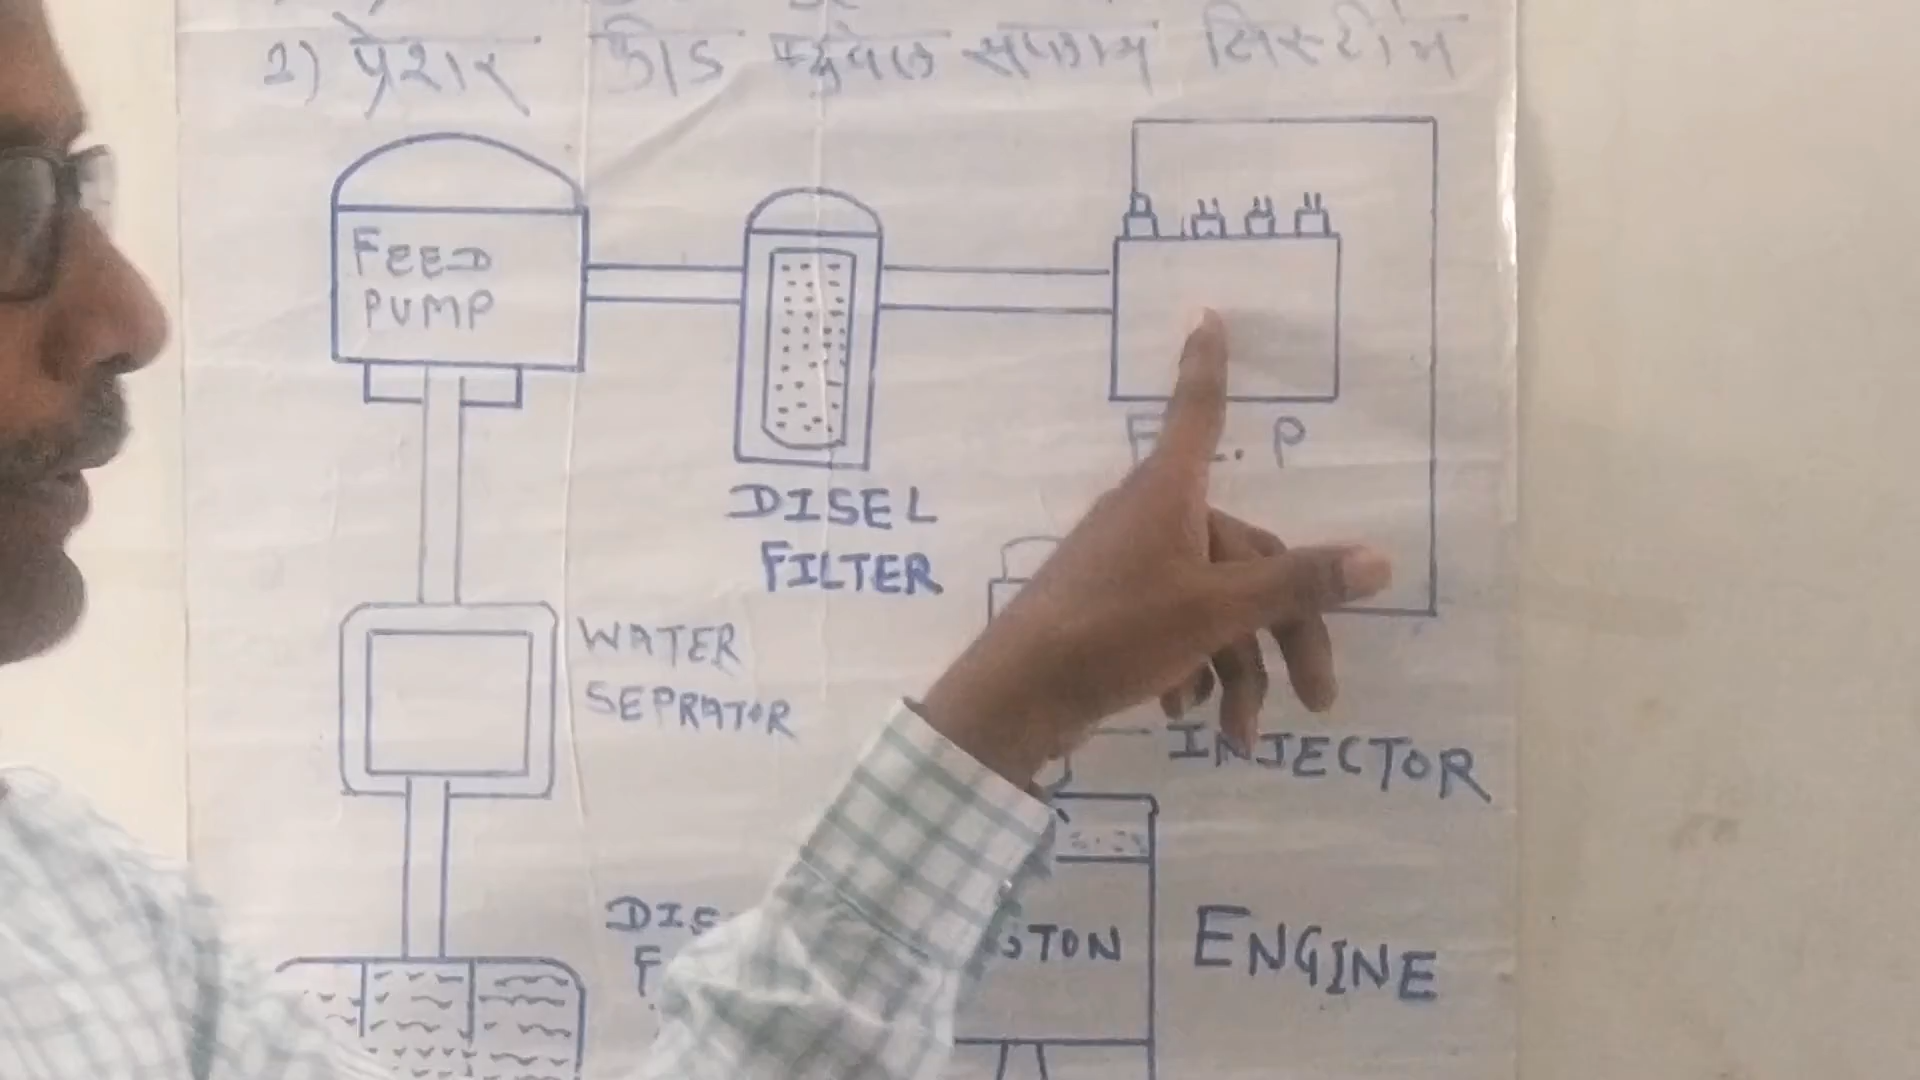 2) प्रेशर फीड फ्युवेल सप्लाय सिस्टीम
FEED
PUMP
P
DISEL
FILTER
WATER
SEPRATOR
INJECTOR
ENGINE